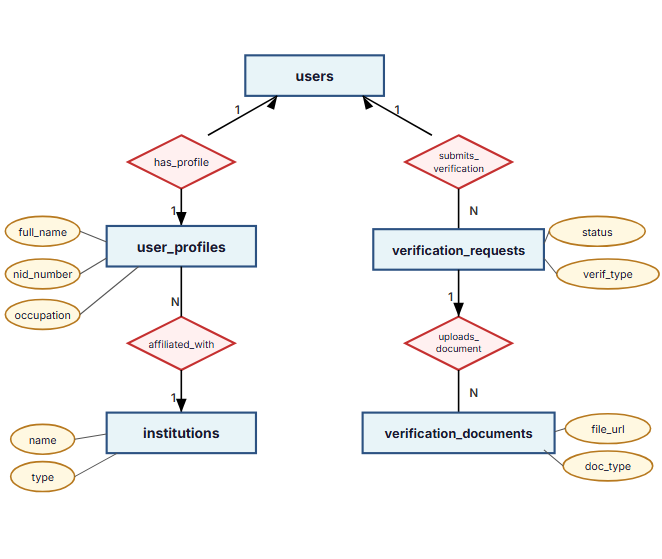 users
1
1
has_profile
submits_
verification
1
N
full_name
user_profiles
nid_number
occupation
verification_requests
status
verif_type
N
1
affiliated_with
uploads_
document
1
N
name
institutions
type
verification_documents
file_url
doc_type